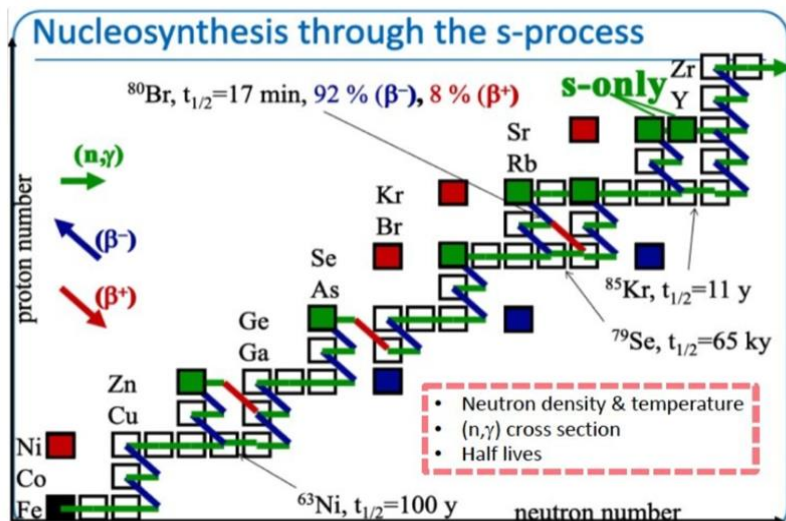 Nucleosynthesis through the s-process
⁸⁰Br, t₁/₂=17 min, 92 % (β⁻), 8 % (β⁺)
s-only
Zr
Y
Sr
Rb
(n,γ)
Kr
Br
(β⁻)
Se
As
(β⁺)
proton number
⁸⁵Kr, t₁/₂=11 y
Ge
Ga
⁷⁹Se, t₁/₂=65 ky
Zn
Cu
• Neutron density & temperature
• (n,γ) cross section
• Half lives
Ni
Co
Fe
⁶³Ni, t₁/₂=100 y
neutron number